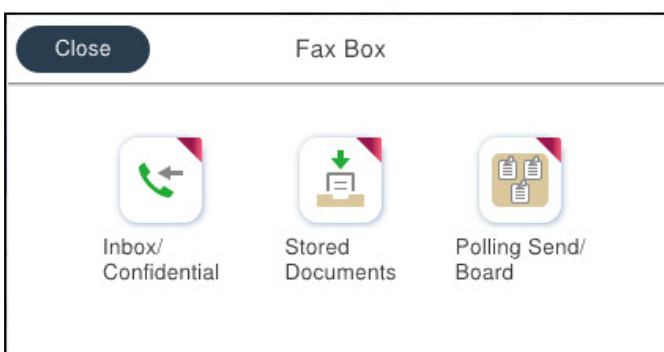 Close
Fax Box
Inbox/
Confidential
Stored
Documents
Polling Send/
Board